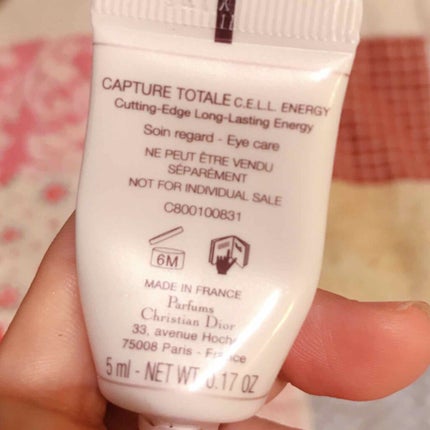 CAPTURE TOTALE C.E.L.L. ENERGY
Cutting-Edge Long-Lasting Energy
Soin regard - Eye care
NE PEUT ÊTRE VENDU
SÉPARÉMENT
NOT FOR INDIVIDUAL SALE
C800100831
6M
MADE IN FRANCE
Parfums
Christian Dior
33, avenue Hoche
75008 Paris - France
5 ml - NET WT 0.17 OZ